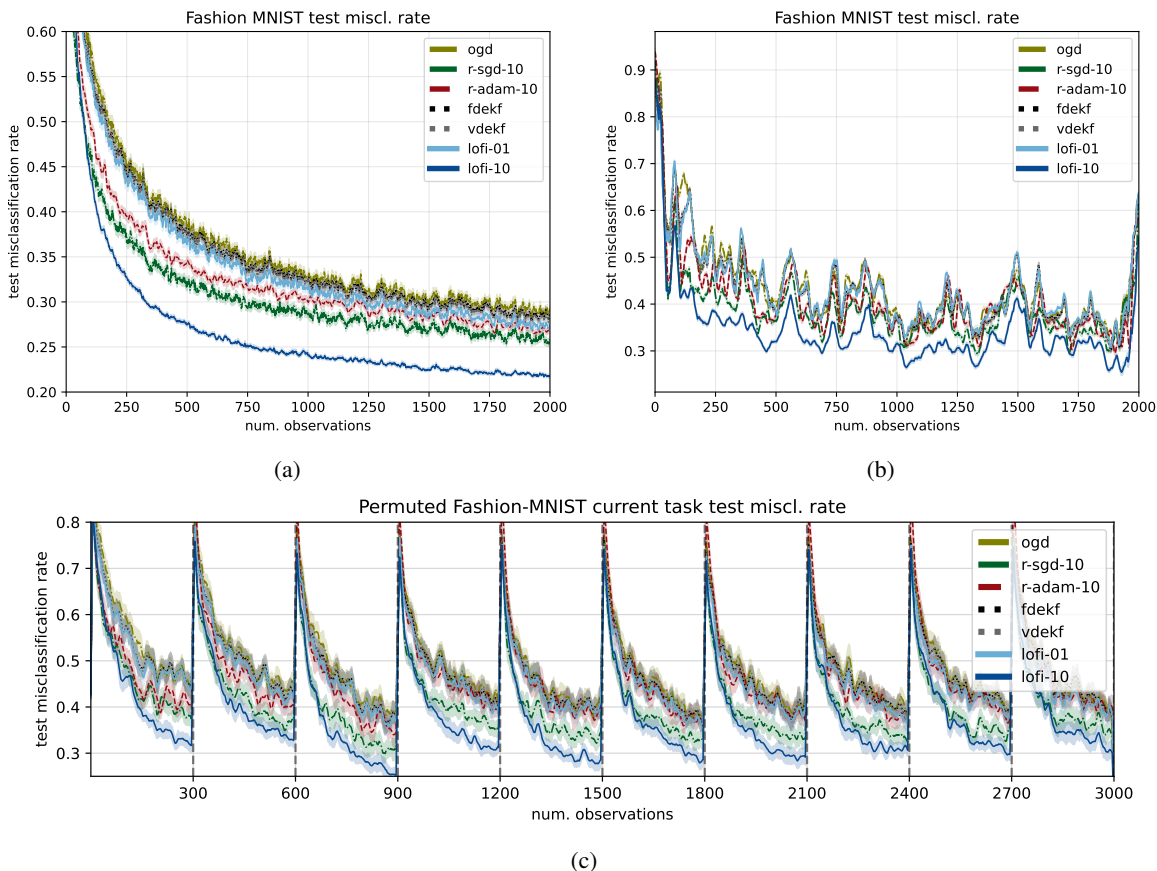 Fashion MNIST test miscl. rate
test misclassification rate
0.60
0.55
0.50
0.45
0.40
0.35
0.30
0.25
0.20
ogd
r-sgd-10
r-adam-10
fdekf
vdekf
lofi-01
lofi-10
0 250 500 750 1000 1250 1500 1750 2000
num. observations
(a)
Fashion MNIST test miscl. rate
test misclassification rate
0.9
0.8
0.7
0.6
0.5
0.4
0.3
ogd
r-sgd-10
r-adam-10
fdekf
vdekf
lofi-01
lofi-10
0 250 500 750 1000 1250 1500 1750 2000
num. observations
(b)
Permuted Fashion-MNIST current task test miscl. rate
test misclassification rate
0.8
0.7
0.6
0.5
0.4
0.3
ogd
r-sgd-10
r-adam-10
fdekf
vdekf
lofi-01
lofi-10
300 600 900 1200 1500 1800 2100 2400 2700 3000
num. observations
(c)